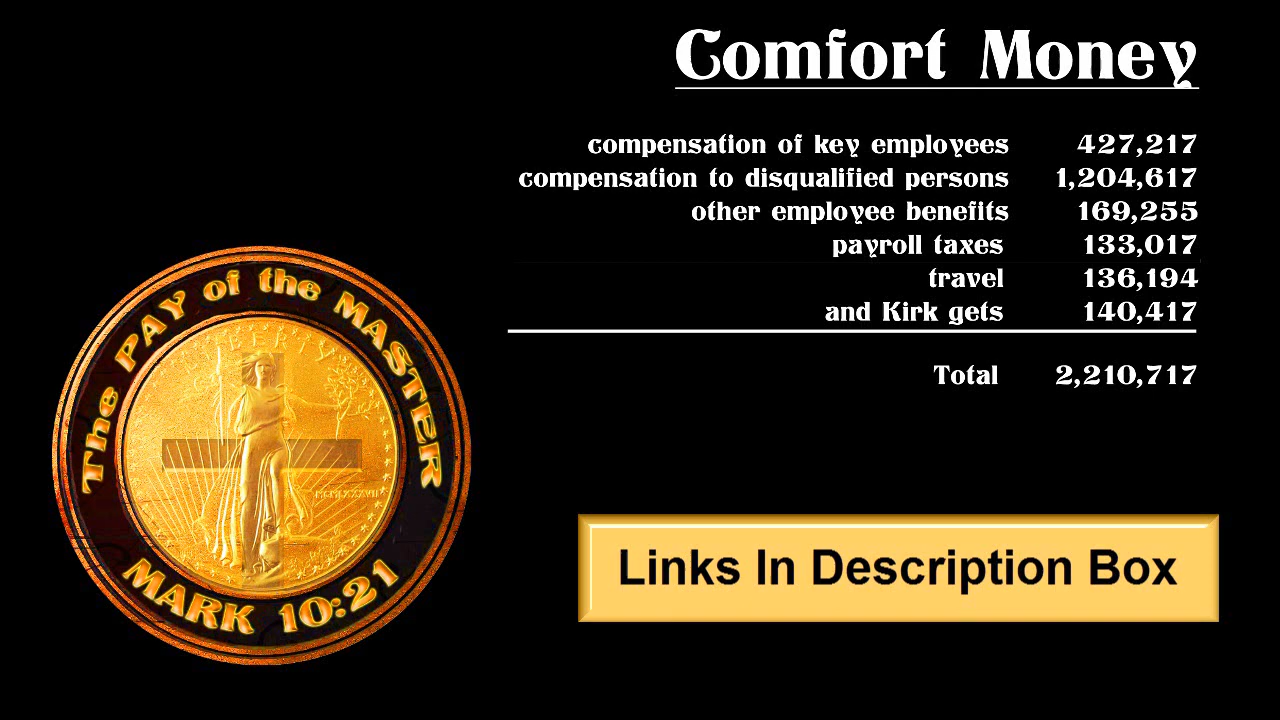 Comfort Money
compensation of key employees 427,217
compensation to disqualified persons 1,204,617
other employee benefits 169,255
payroll taxes 133,017
travel 136,194
and Kirk gets 140,417
Total 2,210,717
The PAY of the MASTER
LIBERTY
MCMLXXXVII
MARK 10:21
Links In Description Box